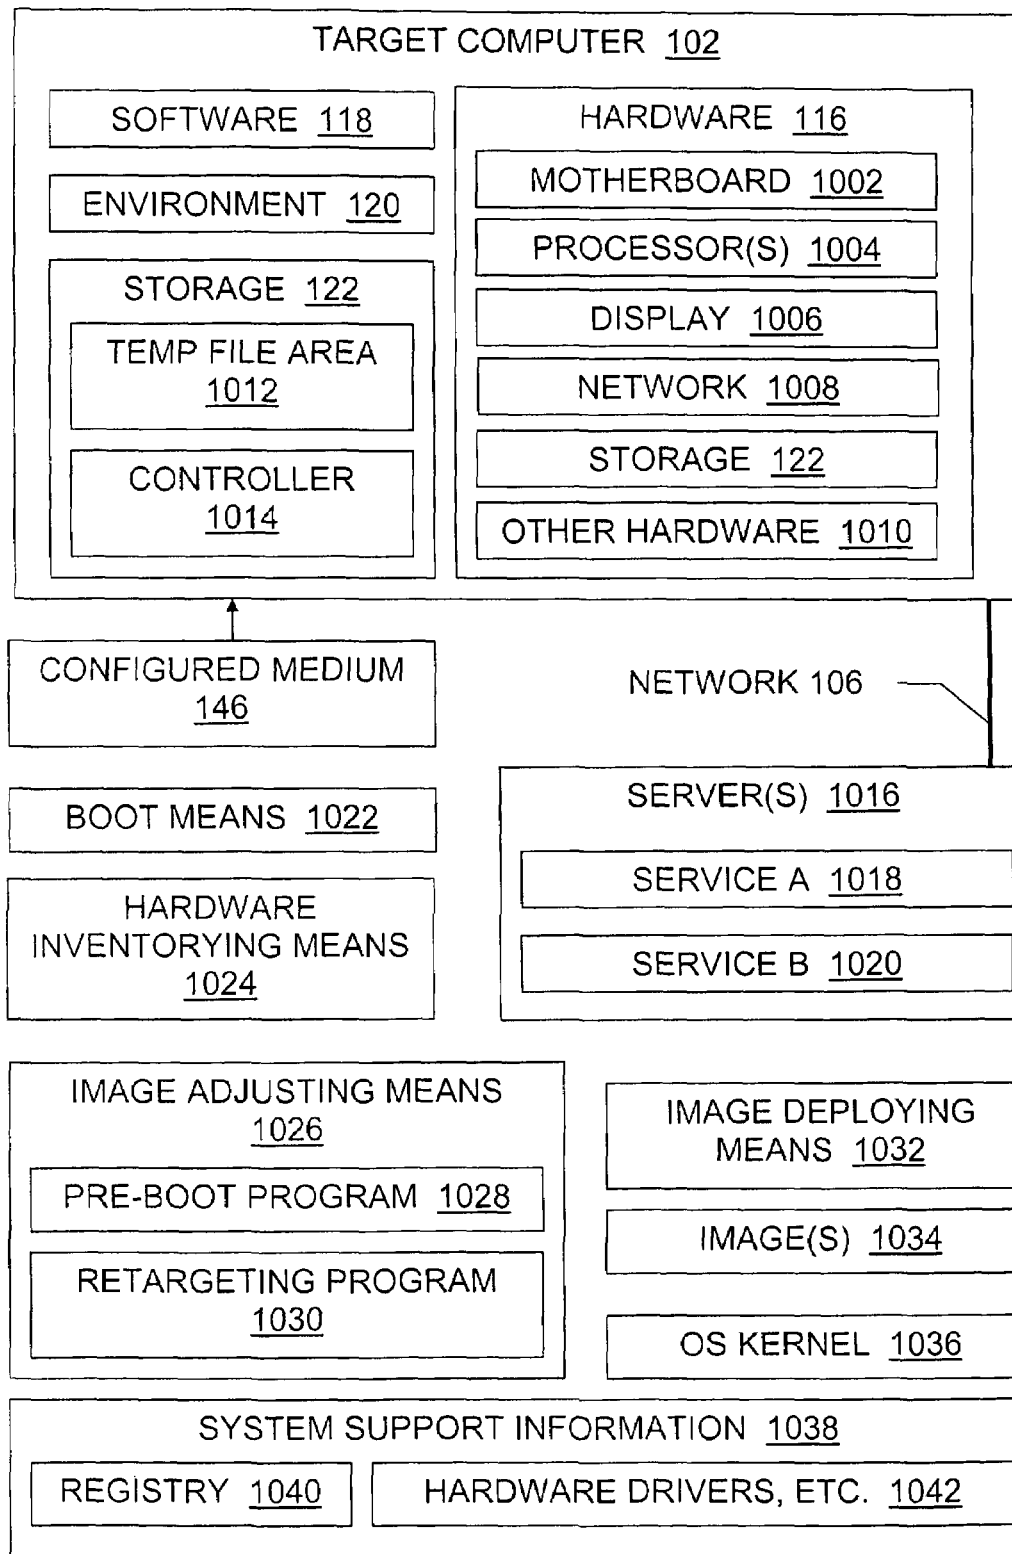 TARGET COMPUTER 102
SOFTWARE 118
ENVIRONMENT 120
STORAGE 122
TEMP FILE AREA
1012
CONTROLLER
1014
HARDWARE 116
MOTHERBOARD 1002
PROCESSOR(S) 1004
DISPLAY 1006
NETWORK 1008
STORAGE 122
OTHER HARDWARE 1010
CONFIGURED MEDIUM
146
NETWORK 106
BOOT MEANS 1022
HARDWARE
INVENTORYING MEANS
1024
SERVER(S) 1016
SERVICE A 1018
SERVICE B 1020
IMAGE ADJUSTING MEANS
1026
PRE-BOOT PROGRAM 1028
RETARGETING PROGRAM
1030
IMAGE DEPLOYING
MEANS 1032
IMAGE(S) 1034
OS KERNEL 1036
SYSTEM SUPPORT INFORMATION 1038
REGISTRY 1040
HARDWARE DRIVERS, ETC. 1042